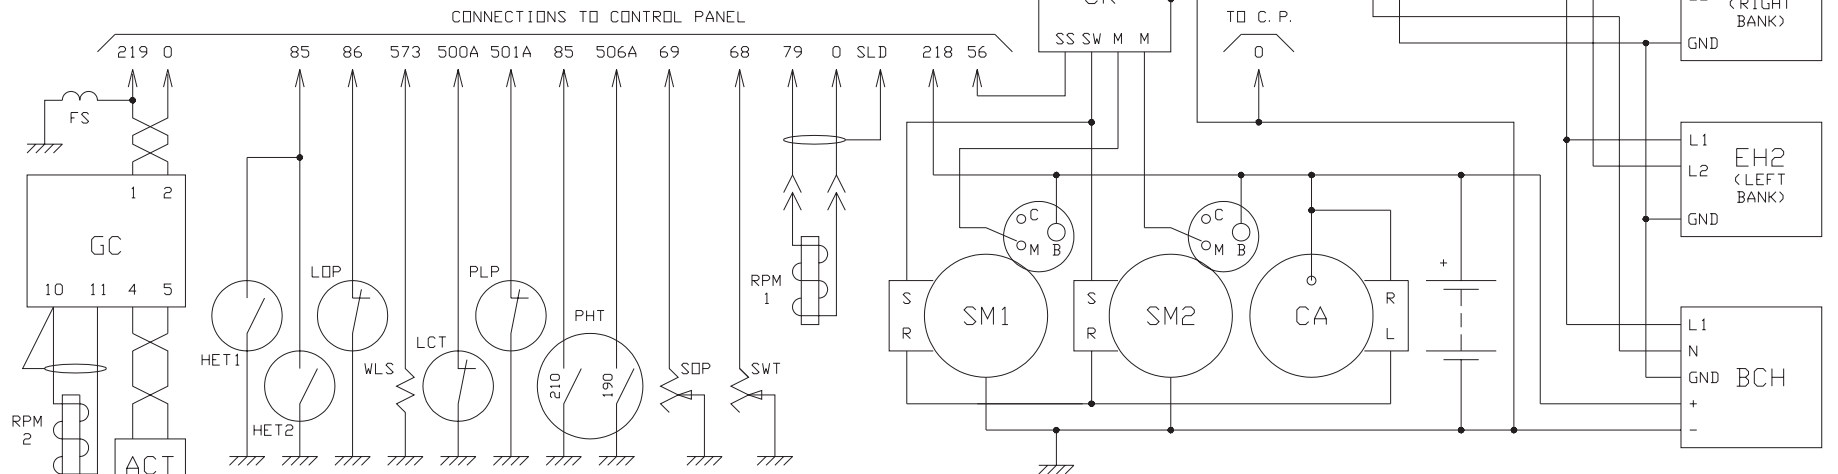 CONNECTIONS TO CONTROL PANEL
TO C. P.
(RIGHT
BANK)
219 0 85 86 573 500A 501A 85 506A 69 68 79 0 SLD 218 56
SS SW M M
0
GND
FS
1 2
GC
10 11 4 5
L1
L2
GND
EH2
(LEFT
BANK)
C
M B
C
M B
LOP
PLP
RPM
1
PHT
S
R
SM1
S
R
SM2
CA
R
L
+
HET1
HET2
WLS
LCT
210
190
SOP
SWT
L1
N
GND
+
-
BCH
RPM
2
ACT